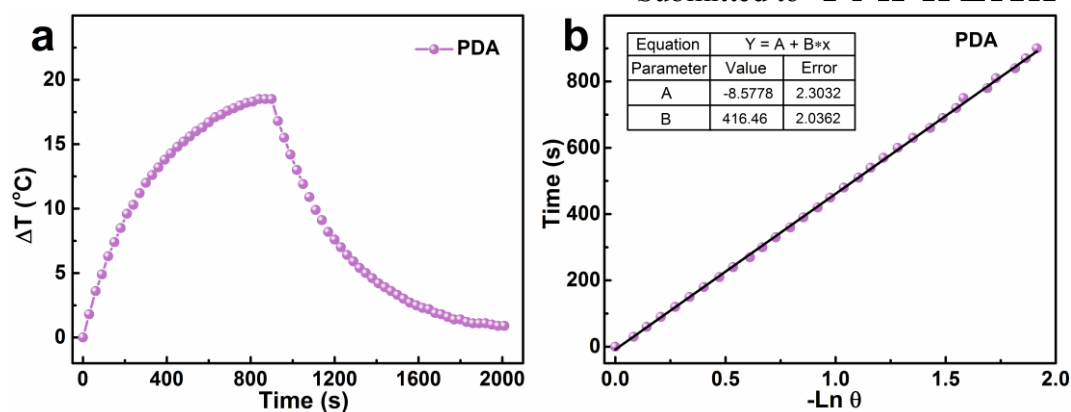 Submitted to
a
PDA
ΔT (°C)
20
15
10
5
0
0 400 800 1200 1600 2000
Time (s)
b
PDA
Equation Y = A + B*x
Parameter Value Error
A -8.5778 2.3032
B 416.46 2.0362
Time (s)
800
600
400
200
0
0.0 0.5 1.0 1.5 2.0
-Ln θ